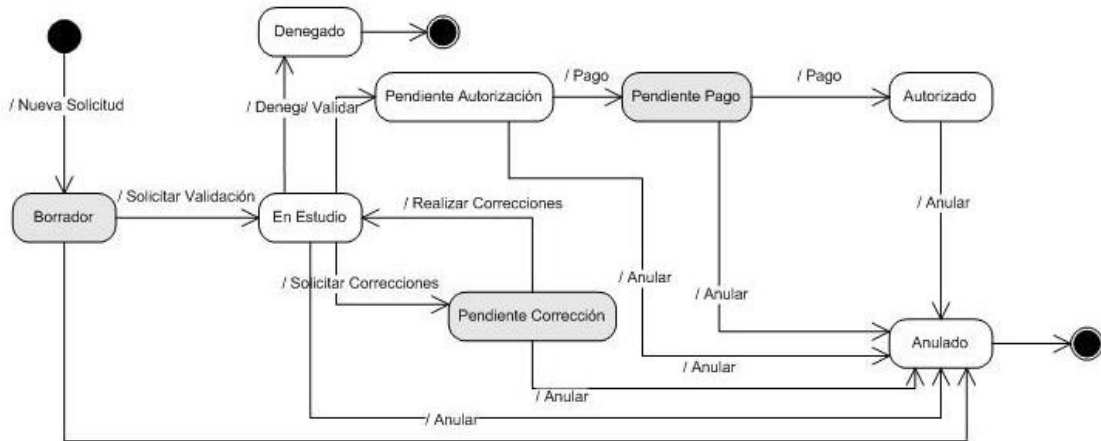 Denegado
/ Pago
/ Pago
Pendiente Autorización
Pendiente Pago
Autorizado
/ Nueva Solicitud
/ Denega
/ Validar
/ Solicitar Validación
/ Realizar Correcciones
/ Anular
Borrador
En Estudio
/ Anular
/ Solicitar Correcciones
/ Anular
Pendiente Corrección
Anulado
/ Anular
/ Anular
/ Anular